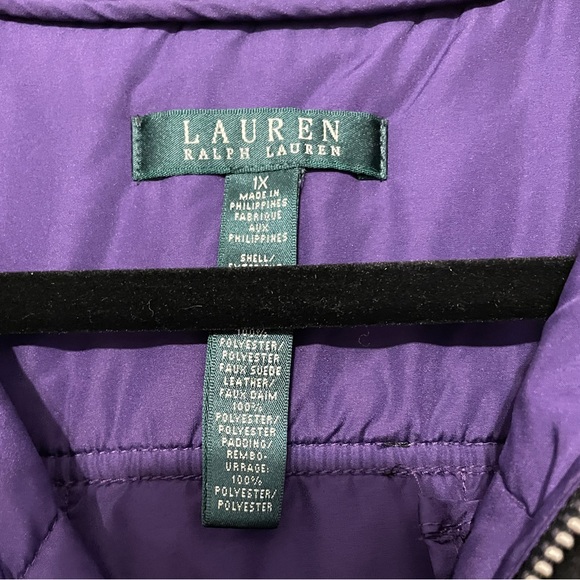 LAUREN
RALPH LAUREN
1X
MADE IN
PHILIPPINES
FABRIQUE
AUX
PHILIPPINES
SHELL/
100%
POLYESTER/
POLYESTER
FAUX SUEDE
LEATHER/
FAUX DAIM
100%
POLYESTER/
POLYESTER
PADDING/
REMBO-
URRAGE:
100%
POLYESTER/
POLYESTER